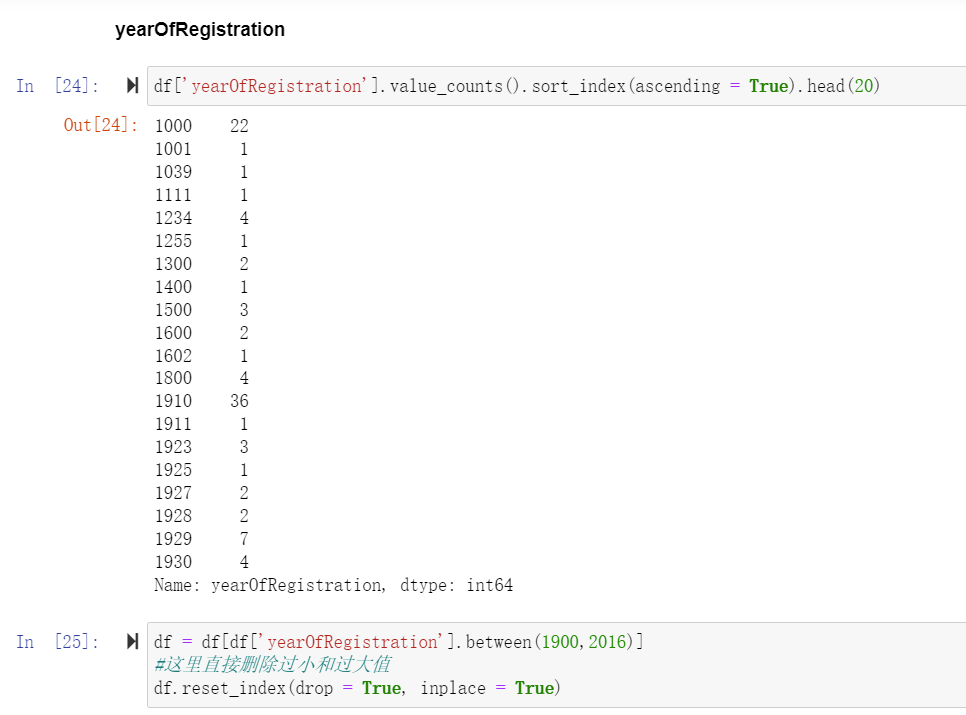 yearOfRegistration
In [24]: df['yearOfRegistration'].value_counts().sort_index(ascending = True).head(20)
Out[24]: 1000 22
1001 1
1039 1
1111 1
1234 4
1255 1
1300 2
1400 1
1500 3
1600 2
1602 1
1800 4
1910 36
1911 1
1923 3
1925 1
1927 2
1928 2
1929 7
1930 4
Name: yearOfRegistration, dtype: int64
In [25]: df = df[df['yearOfRegistration'].between(1900,2016)]
#这里直接删除过小和过大值
df.reset_index(drop = True, inplace = True)